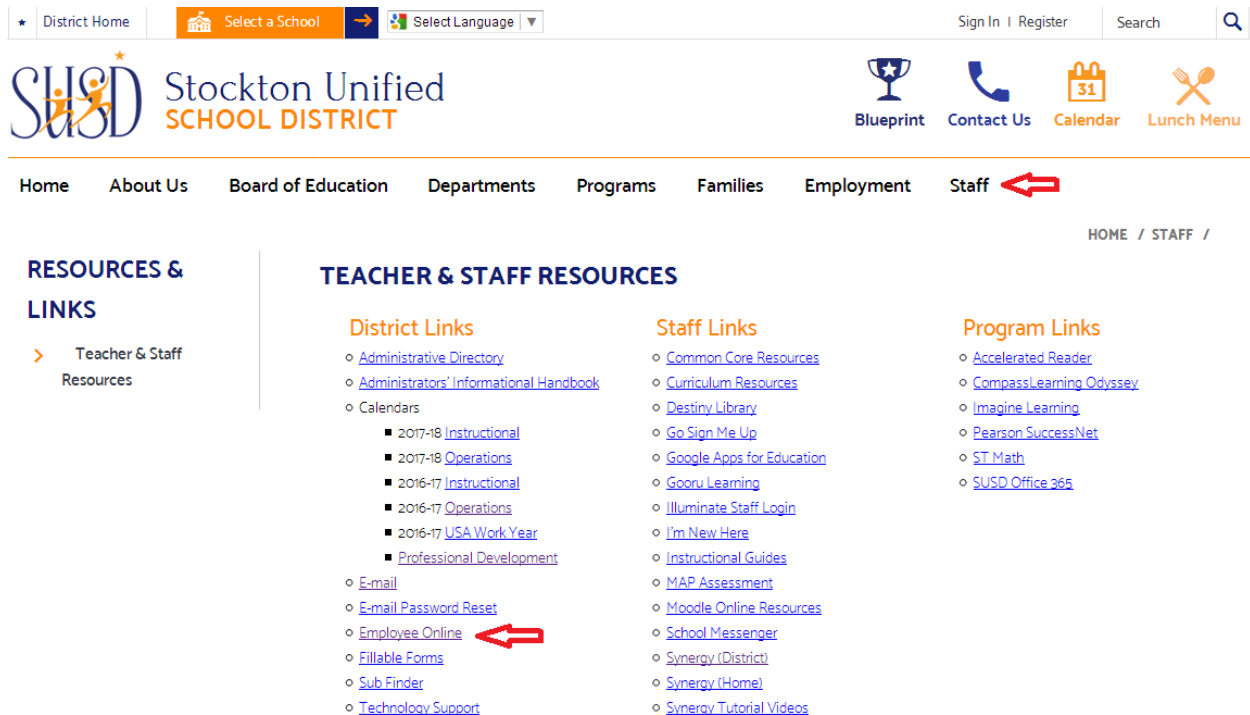 District Home
Select a School
Select Language
Sign In | Register
Search
SUSD
Stockton Unified
SCHOOL DISTRICT
31
Blueprint
Contact Us
Calendar
Lunch Menu
Home
About Us
Board of Education
Departments
Programs
Families
Employment
Staff
HOME / STAFF /
RESOURCES &
LINKS
Teacher & Staff
Resources
TEACHER & STAFF RESOURCES
District Links
Administrative Directory
Administrators' Informational Handbook
Calendars
2017-18 Instructional
2017-18 Operations
2016-17 Instructional
2016-17 Operations
2016-17 USA Work Year
Professional Development
E-mail
E-mail Password Reset
Employee Online
Fillable Forms
Sub Finder
Technology Support
Staff Links
Common Core Resources
Curriculum Resources
Destiny Library
Go Sign Me Up
Google Apps for Education
Gooru Learning
Illuminate Staff Login
I'm New Here
Instructional Guides
MAP Assessment
Moodle Online Resources
School Messenger
Synergy (District)
Synergy (Home)
Synergy Tutorial Videos
Program Links
Accelerated Reader
CompassLearning Odyssey
Imagine Learning
Pearson SuccessNet
ST Math
SUSD Office 365